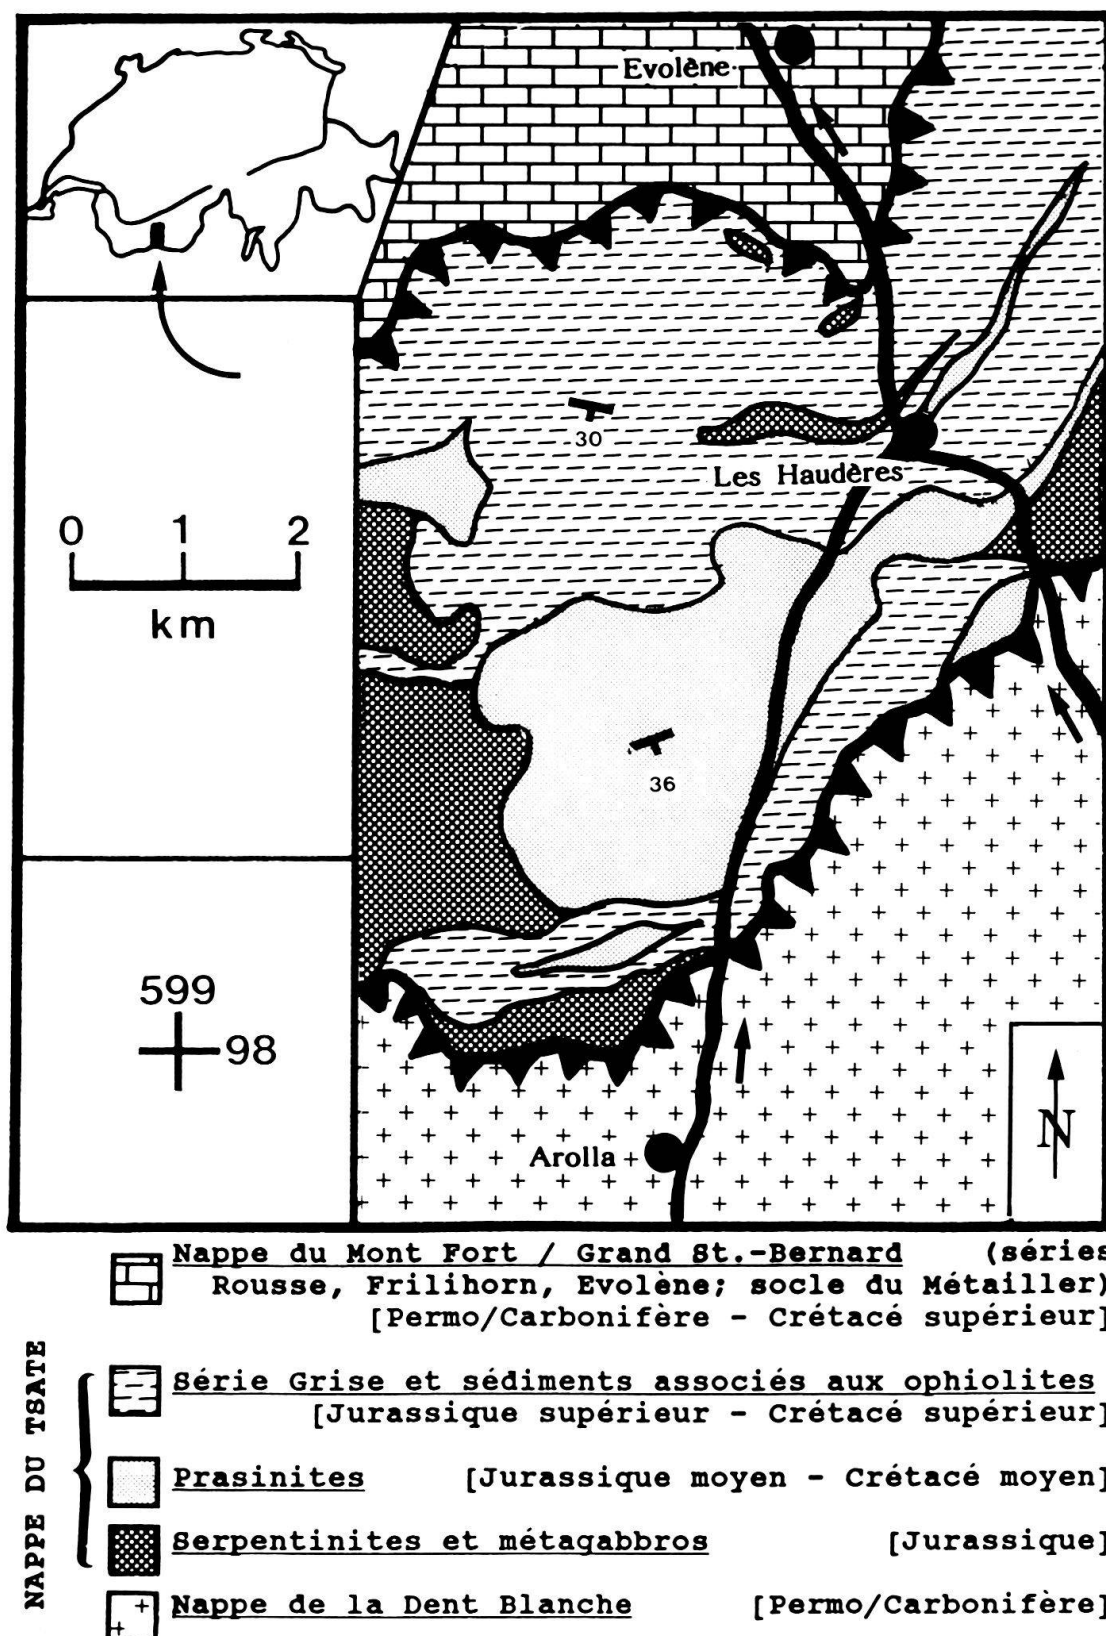 Evolène
30
Les Haudères
0 1 2
km
36
599
98
N
Arolla
Nappe du Mont Fort / Grand St.-Bernard (séries
Rousse, Frilihorn, Evolène; socle du Métailler)
[Permo/Carbonifère - Crétacé supérieur]
NAPPE DU TSATE
Série Grise et sédiments associés aux ophiolites
[Jurassique supérieur - Crétacé supérieur]
Prasinites [Jurassique moyen - Crétacé moyen]
Serpentinites et métagabbros [Jurassique]
Nappe de la Dent Blanche [Permo/Carbonifère]